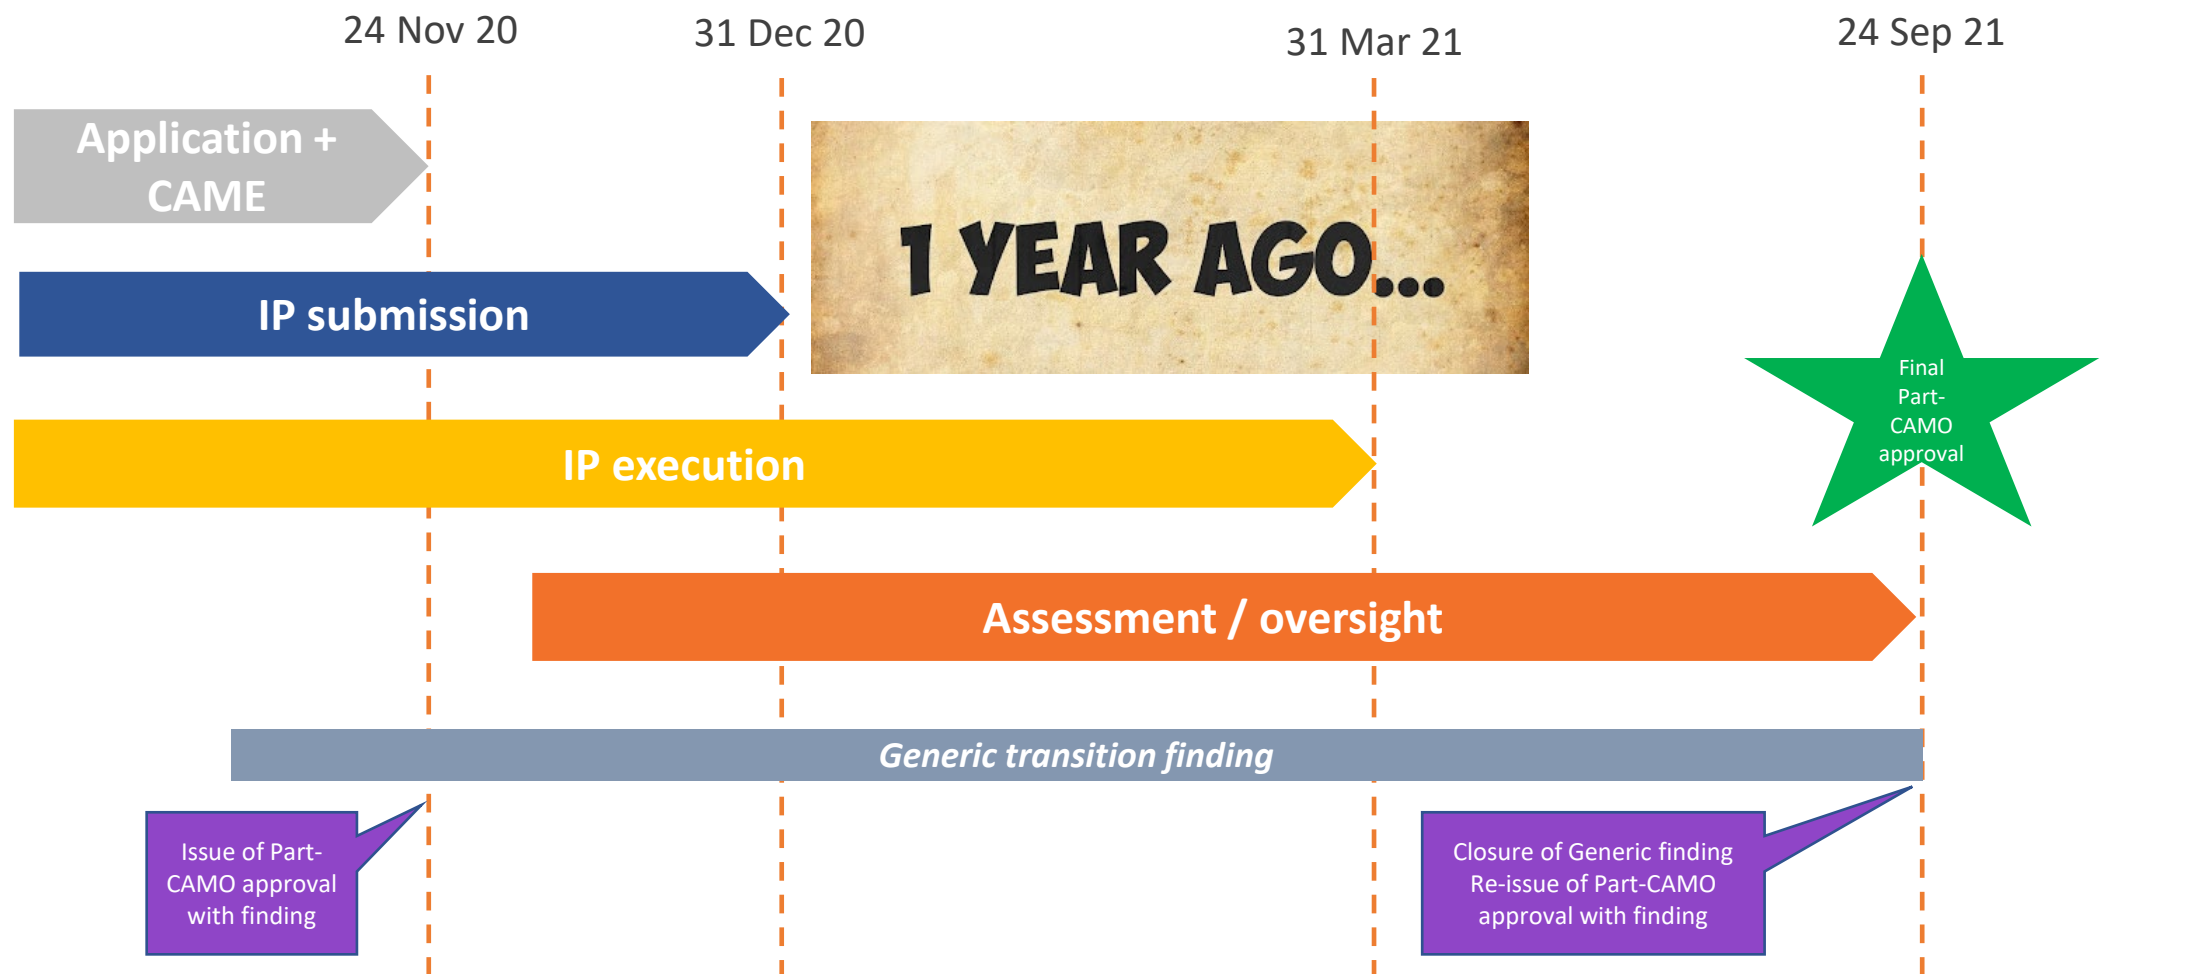 24 Nov 20
31 Dec 20
31 Mar 21
24 Sep 21
Application +
CAME
1 YEAR AGO...
IP submission
Final
Part-
CAMO
approval
IP execution
Assessment / oversight
Generic transition finding
Issue of Part-
CAMO approval
with finding
Closure of Generic finding
Re-issue of Part-CAMO
approval with finding